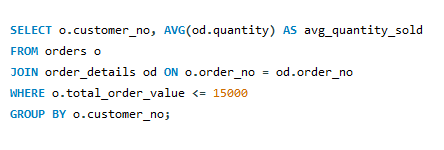 SELECT o.customer_no, AVG(od.quantity) AS avg_quantity_sold
FROM orders o
JOIN order_details od ON o.order_no = od.order_no
WHERE o.total_order_value <= 15000
GROUP BY o.customer_no;